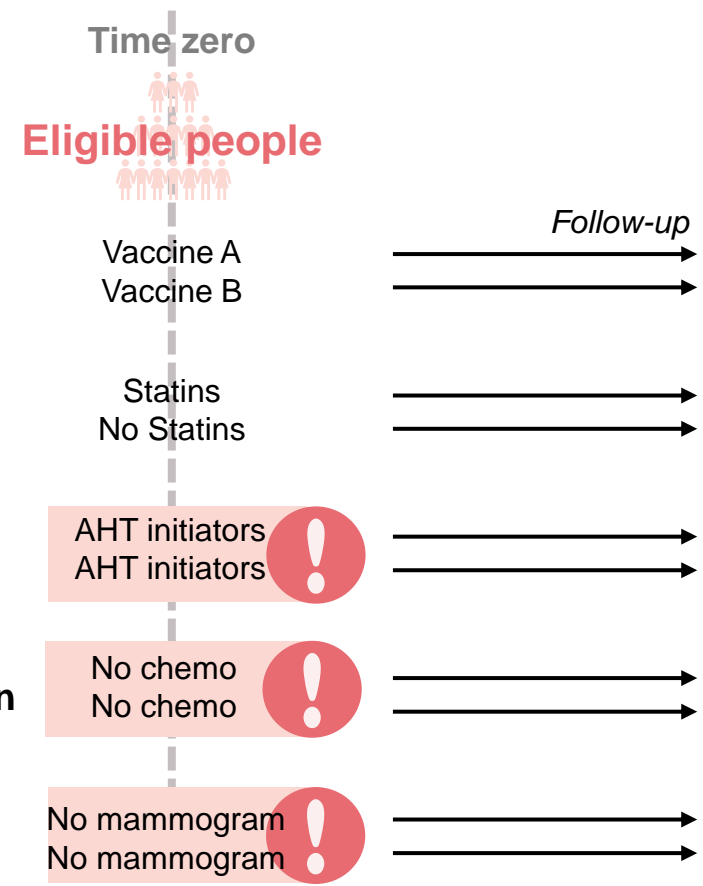 Time zero
Eligible people
Follow-up
Vaccine A
Vaccine B
Statins
No Statins
AHT initiators
AHT initiators
No chemo
No chemo
n
No mammogram
No mammogram